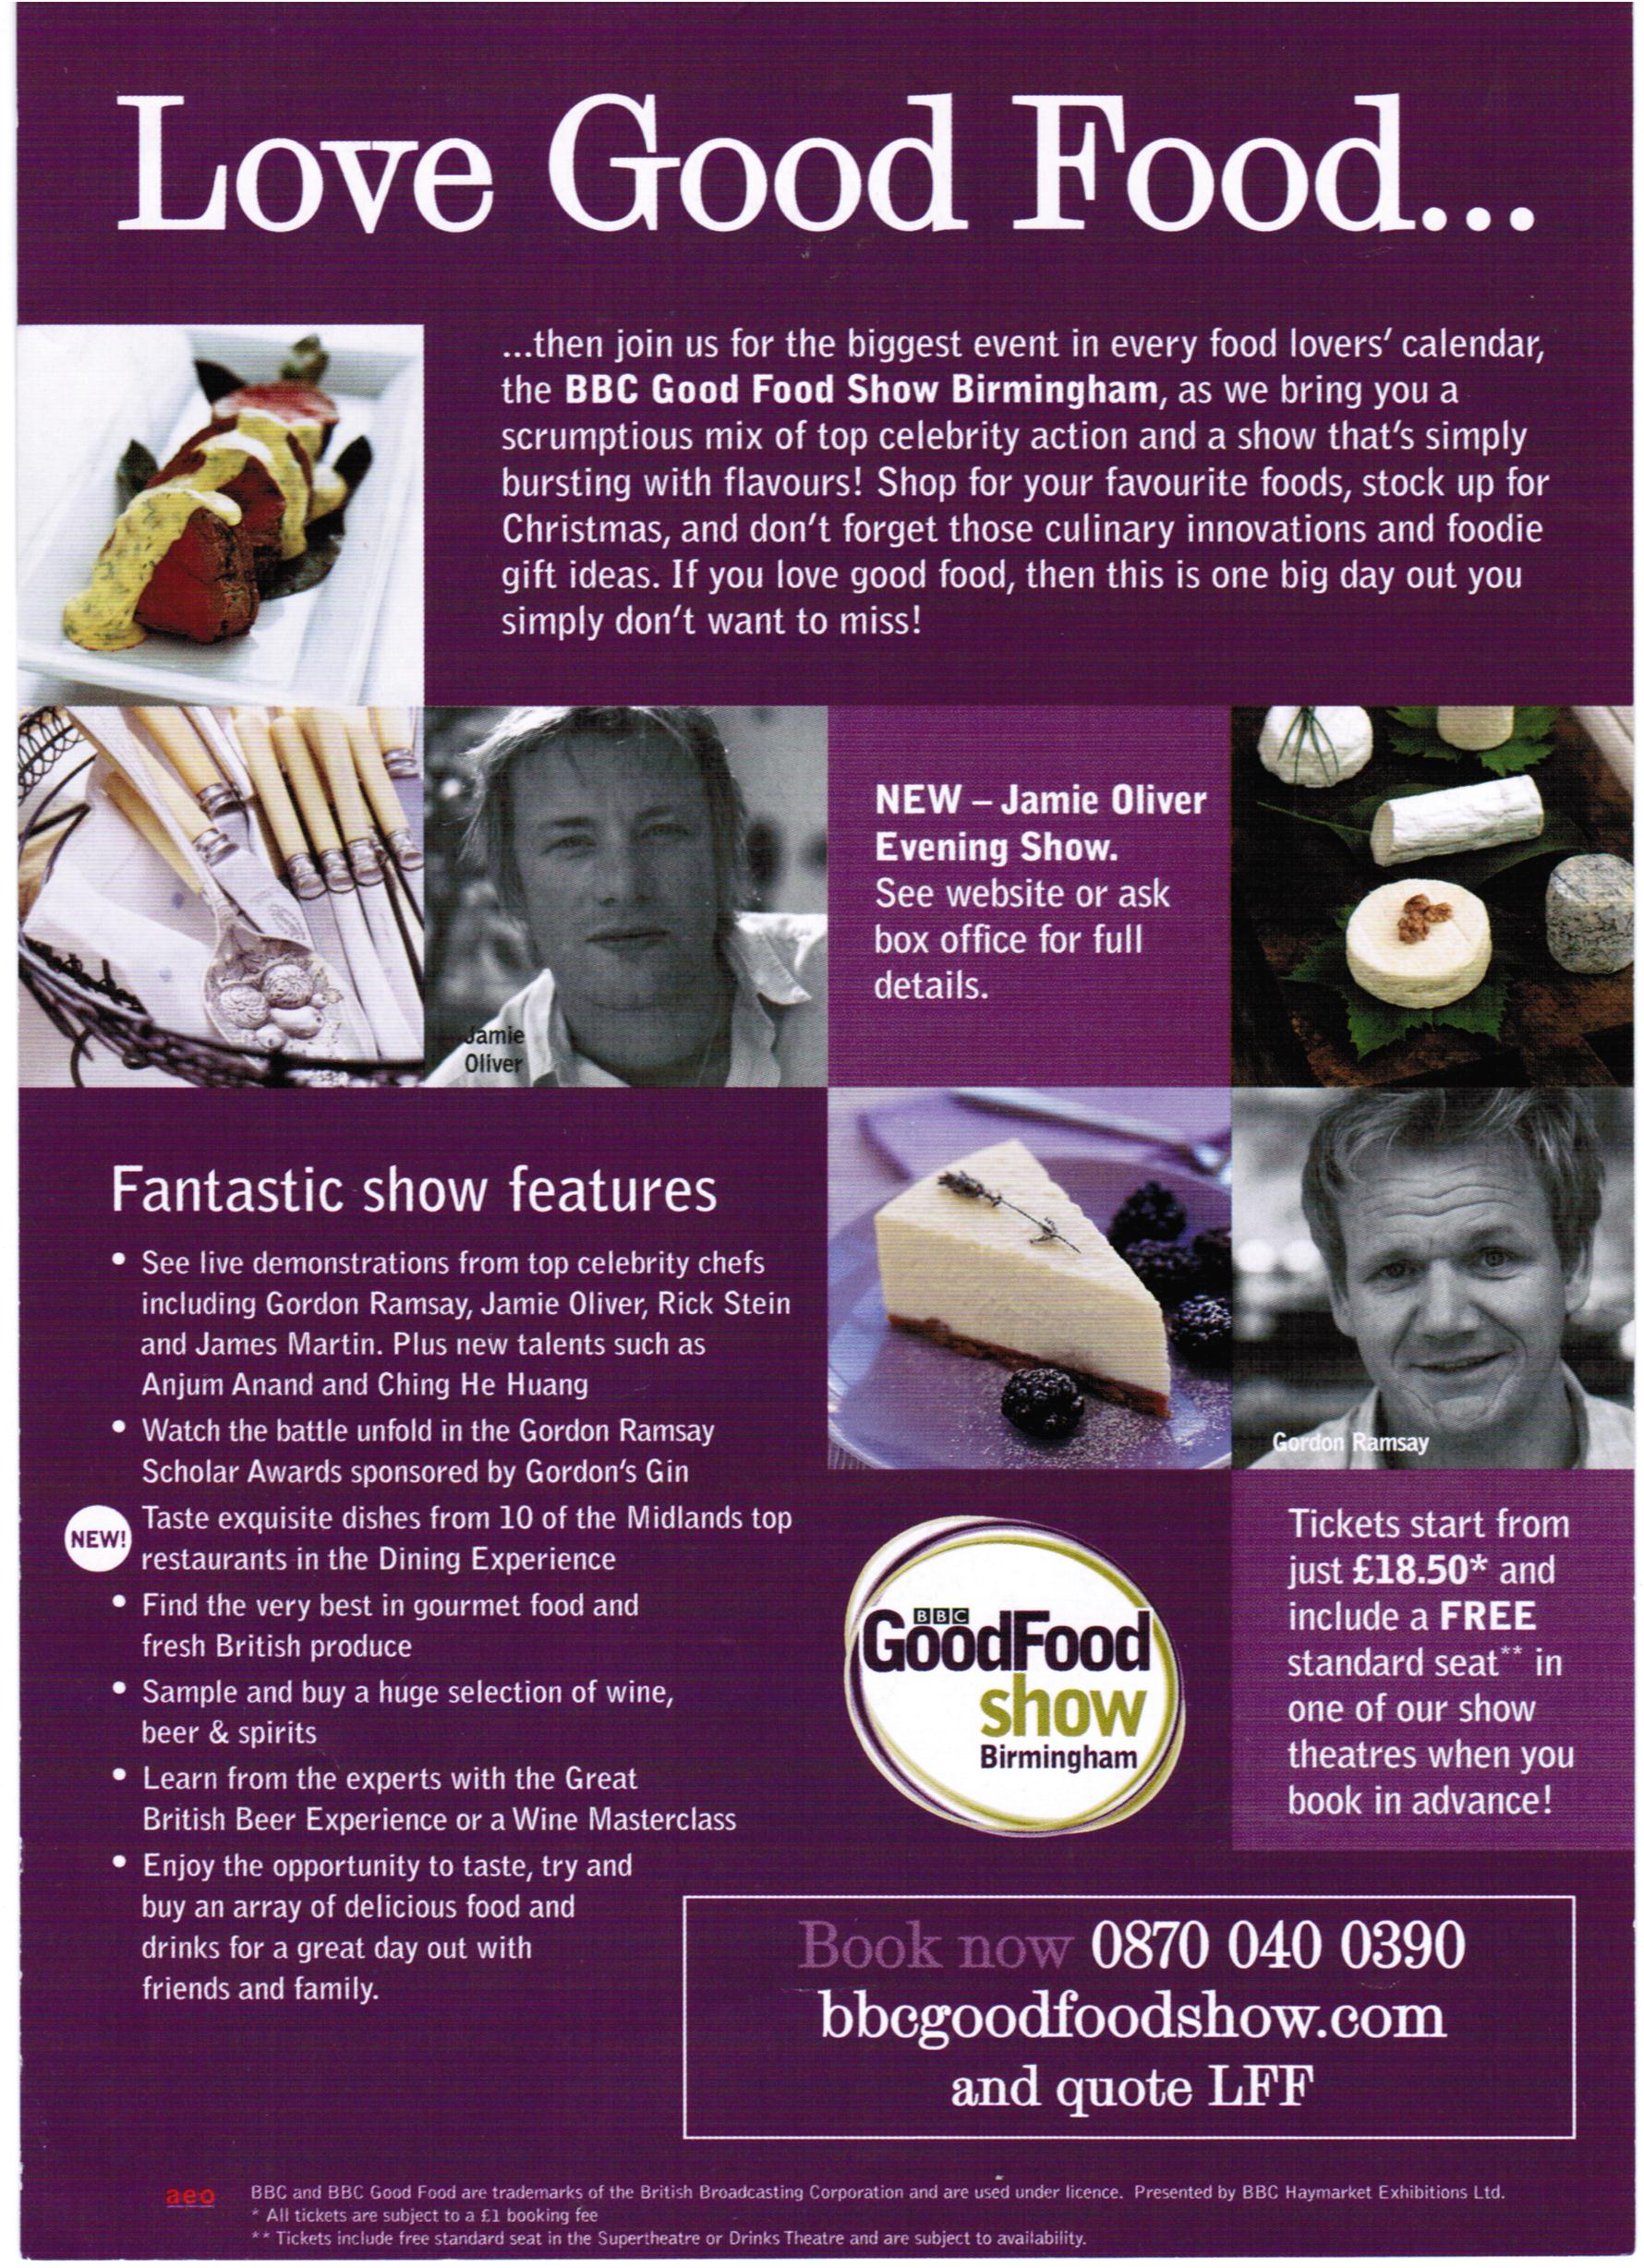 Love Good Food...
...then join us for the biggest event in every food lovers' calendar,
the BBC Good Food Show Birmingham, as we bring you a
scrumptious mix of top celebrity action and a show that's simply
bursting with flavours! Shop for your favourite foods, stock up for
Christmas, and don't forget those culinary innovations and foodie
gift ideas. If you love good food, then this is one big day out you
simply don't want to miss!
Jamie
Oliver
NEW – Jamie Oliver
Evening Show.
See website or ask
box office for full
details.
Fantastic show features
• See live demonstrations from top celebrity chefs
including Gordon Ramsay, Jamie Oliver, Rick Stein
and James Martin. Plus new talents such as
Anjum Anand and Ching He Huang
• Watch the battle unfold in the Gordon Ramsay
Scholar Awards sponsored by Gordon's Gin
NEW! Taste exquisite dishes from 10 of the Midlands top
restaurants in the Dining Experience
• Find the very best in gourmet food and
fresh British produce
• Sample and buy a huge selection of wine,
beer & spirits
• Learn from the experts with the Great
British Beer Experience or a Wine Masterclass
• Enjoy the opportunity to taste, try and
buy an array of delicious food and
drinks for a great day out with
friends and family.
Gordon Ramsay
BBC
GoodFood
show
Birmingham
Tickets start from
just £18.50* and
include a FREE
standard seat** in
one of our show
theatres when you
book in advance!
Book now 0870 040 0390
bbcgoodfoodshow.com
and quote LFF
aeo
BBC and BBC Good Food are trademarks of the British Broadcasting Corporation and are used under licence. Presented by BBC Haymarket Exhibitions Ltd.
* All tickets are subject to a £1 booking fee
** Tickets include free standard seat in the Supertheatre or Drinks Theatre and are subject to availability.